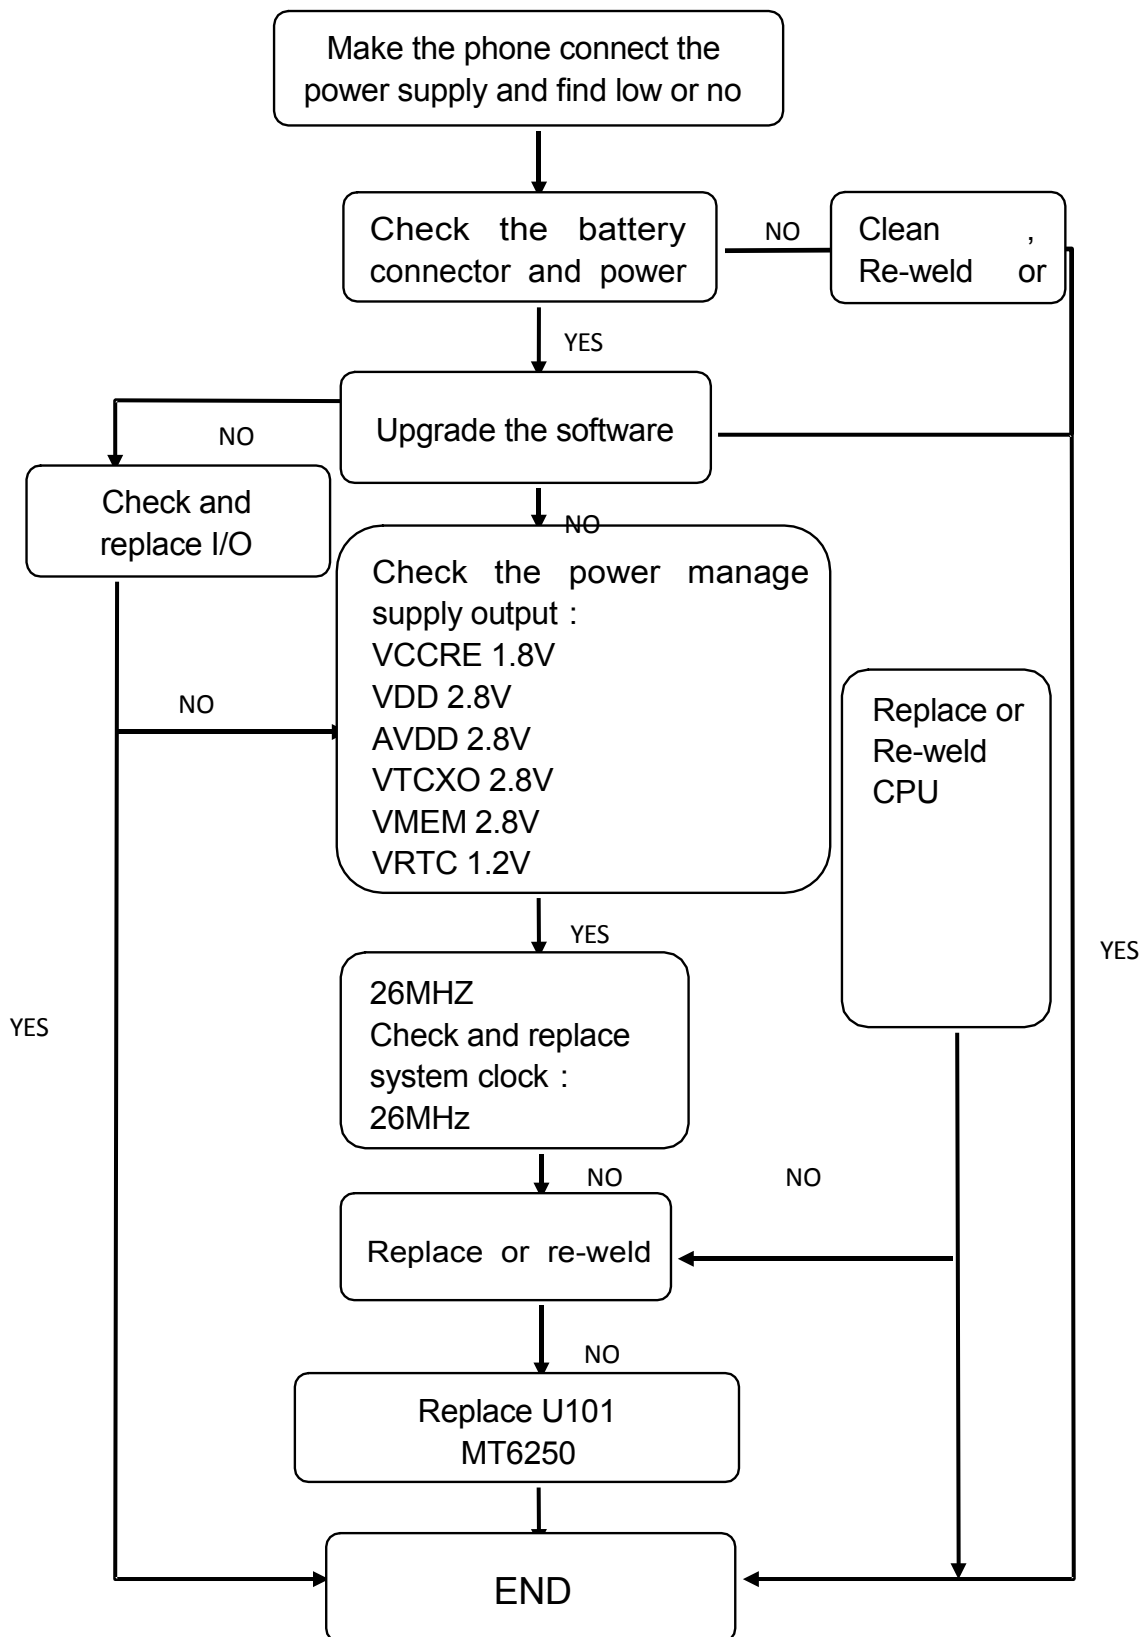 Make the phone connect the
power supply and find low or no
Check the battery
connector and power
NO
Clean ,
Re-weld or
YES
Upgrade the software
NO
Check and
replace I/O
NO
Check the power manage
supply output :
VCCRE 1.8V
VDD 2.8V
AVDD 2.8V
VTCXO 2.8V
VMEM 2.8V
VRTC 1.2V
NO
Replace or
Re-weld
CPU
YES
YES
YES
26MHZ
Check and replace
system clock :
26MHz
NO
NO
Replace or re-weld
NO
Replace U101
MT6250
END